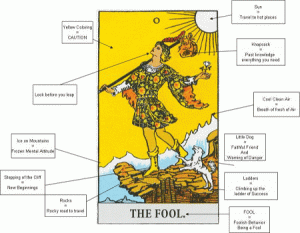 Sun
=
Travel to hot places
Yellow Coloring
=
CAUTION
Knapsack
=
Past knowledge
everything you need
Look before you leap
Cool Clean Air
=
Breath of fresh of Air
Ice on Mountains
=
Frozen Mental Attitude
Little Dog
=
Faithful Friend
And
Warning of Danger
Stepping of the Cliff
=
New Beginnings
Ladders
=
Climbing up the
ladder of Success
Rocks
=
Rocky road to travel
THE FOOL.
FOOL
=
Foolish Behavior
Being a Fool